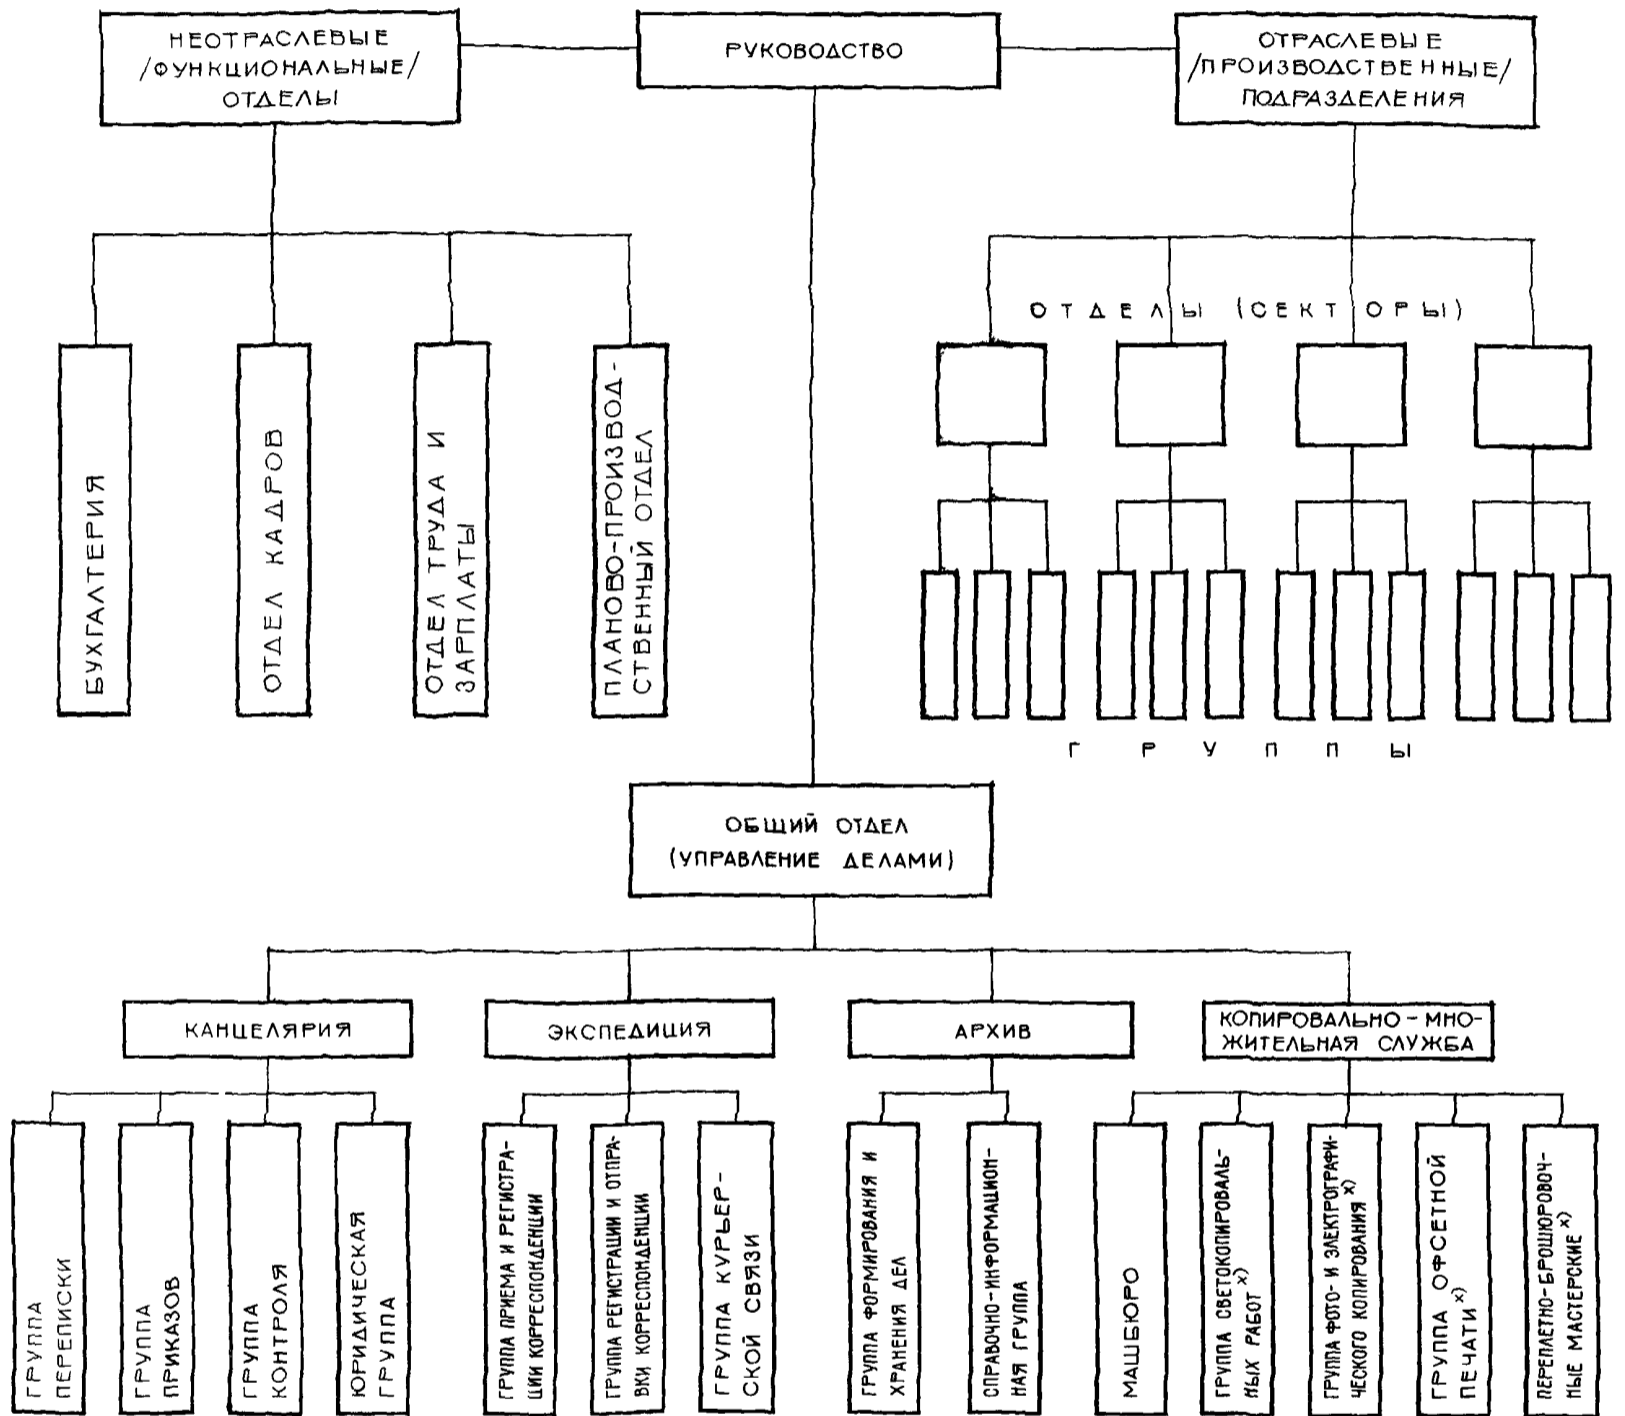 НЕОТРАСЛЕВЫЕ
/ФУНКЦИОНАЛЬНЫЕ/
ОТДЕЛЫ
РУКОВОДСТВО
ОТРАСЛЕВЫЕ
/ПРОИЗВОДСТВЕННЫЕ/
ПОДРАЗДЕЛЕНИЯ
ОТДЕЛЫ (СЕКТОРЫ)
БУХГАЛТЕРИЯ
ОТДЕЛ КАДРОВ
ОТДЕЛ ТРУДА И
ЗАРПЛАТЫ
ПЛАНОВО-ПРОИЗВОД-
СТВЕННЫЙ ОТДЕЛ
ГРУППЫ
ОБЩИЙ ОТДЕЛ
(УПРАВЛЕНИЕ ДЕЛАМИ)
КАНЦЕЛЯРИЯ
ЭКСПЕДИЦИЯ
АРХИВ
КОПИРОВАЛЬНО-МНО-
ЖИТЕЛЬНАЯ СЛУЖБА
ГРУППА
ПЕРЕПИСКИ
ГРУППА
ПРИКАЗОВ
ГРУППА
КОНТРОЛЯ
ЮРИДИЧЕСКАЯ
ГРУППА
ГРУППА ПРИЕМА И РЕГИСТРА-
ЦИИ КОРРЕСПОНДЕНЦИИ
ГРУППА РЕГИСТРАЦИИ И ОТПРА-
ВКИ КОРРЕСПОНДЕНЦИИ
ГРУППА КУРЬЕР-
СКОЙ СВЯЗИ
ГРУППА ФОРМИРОВАНИЯ И
ХРАНЕНИЯ ДЕЛ
СПРАВОЧНО-ИНФОРМАЦИОН-
НАЯ ГРУППА
МАШБЮРО
ГРУППА СВЕТОКОПИРОВАЛЬ-
НЫХ РАБОТ х)
ГРУППА ФОТО- И ЭЛЕКТРОГРАФИ-
ЧЕСКОГО КОПИРОВАНИЯ х)
ГРУППА ОФСЕТНОЙ
ПЕЧАТИ х)
ПЕРЕПЛЕТНО-БРОШЮРОВОЧ-
НЫЕ МАСТЕРСКИЕ х)